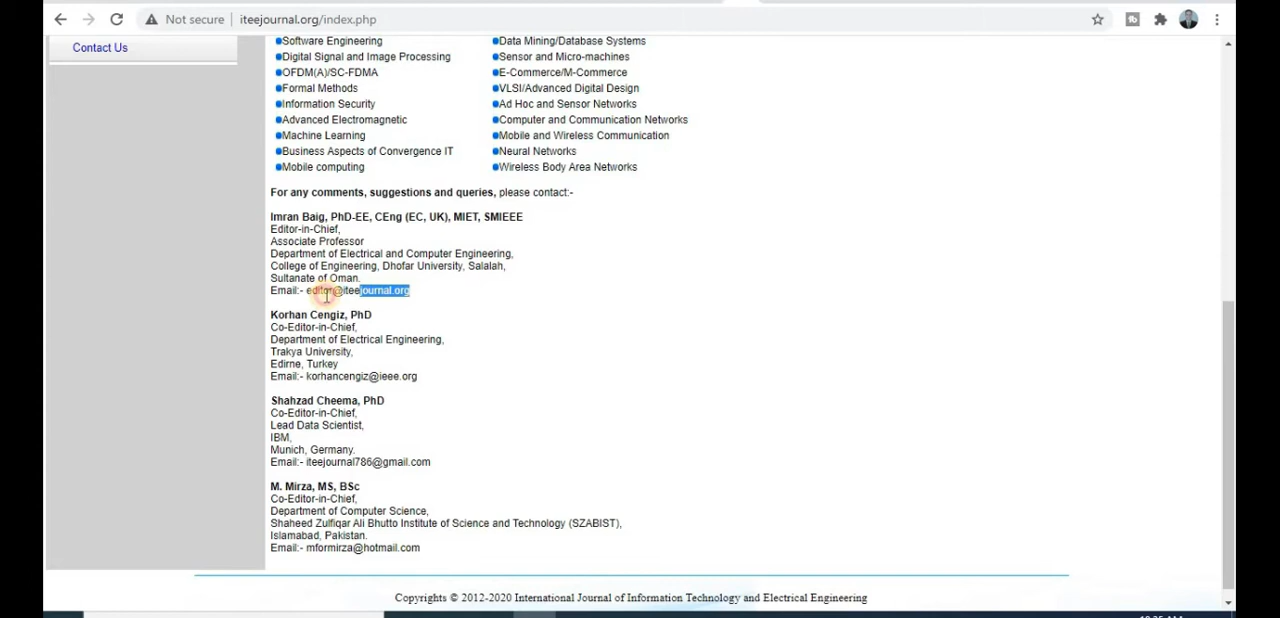 Not secure
iteejournal.org/index.php
Contact Us
Software Engineering
Data Mining/Database Systems
Digital Signal and Image Processing
Sensor and Micro-machines
OFDM(A)/SC-FDMA
E-Commerce/M-Commerce
Formal Methods
VLSI/Advanced Digital Design
Information Security
Ad Hoc and Sensor Networks
Advanced Electromagnetic
Computer and Communication Networks
Machine Learning
Mobile and Wireless Communication
Business Aspects of Convergence IT
Neural Networks
Mobile computing
Wireless Body Area Networks
For any comments, suggestions and queries, please contact:-
Imran Baig, PhD-EE, CEng (EC, UK), MIET, SMIEEE
Editor-in-Chief,
Associate Professor
Department of Electrical and Computer Engineering,
College of Engineering, Dhofar University, Salalah,
Sultanate of Oman.
Email:- editor@iteejournal.org
Korhan Cengiz, PhD
Co-Editor-in-Chief,
Department of Electrical Engineering,
Trakya University,
Edirne, Turkey
Email:- korhancengiz@ieee.org
Shahzad Cheema, PhD
Co-Editor-in-Chief,
Lead Data Scientist,
IBM,
Munich, Germany.
Email:- iteejournal786@gmail.com
M. Mirza, MS, BSc
Co-Editor-in-Chief,
Department of Computer Science,
Shaheed Zulfiqar Ali Bhutto Institute of Science and Technology (SZABIST),
Islamabad, Pakistan.
Email:- mformirza@hotmail.com
Copyrights © 2012-2020 International Journal of Information Technology and Electrical Engineering